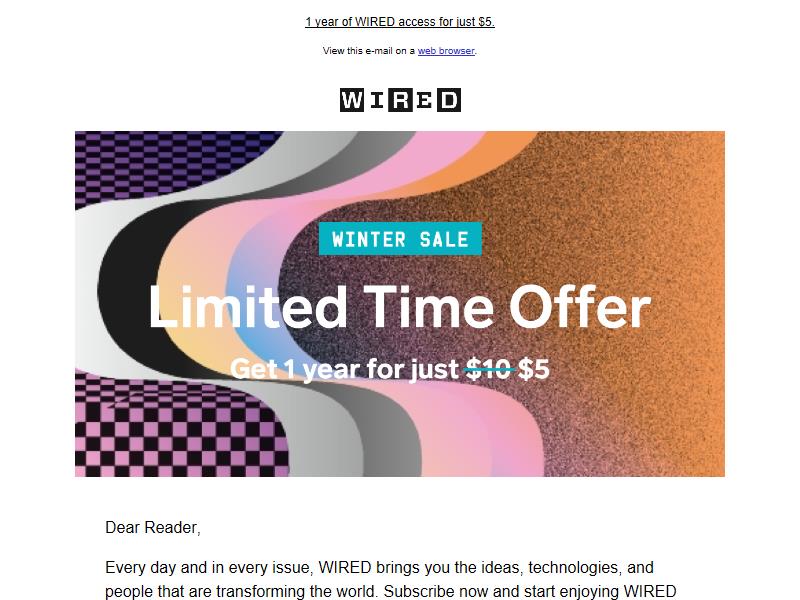 1 year of WIRED access for just $5.
View this e-mail on a web browser.
WIRED
WINTER SALE
Limited Time Offer
Get 1 year for just $10 $5
Dear Reader,
Every day and in every issue, WIRED brings you the ideas, technologies, and
people that are transforming the world. Subscribe now and start enjoying WIRED